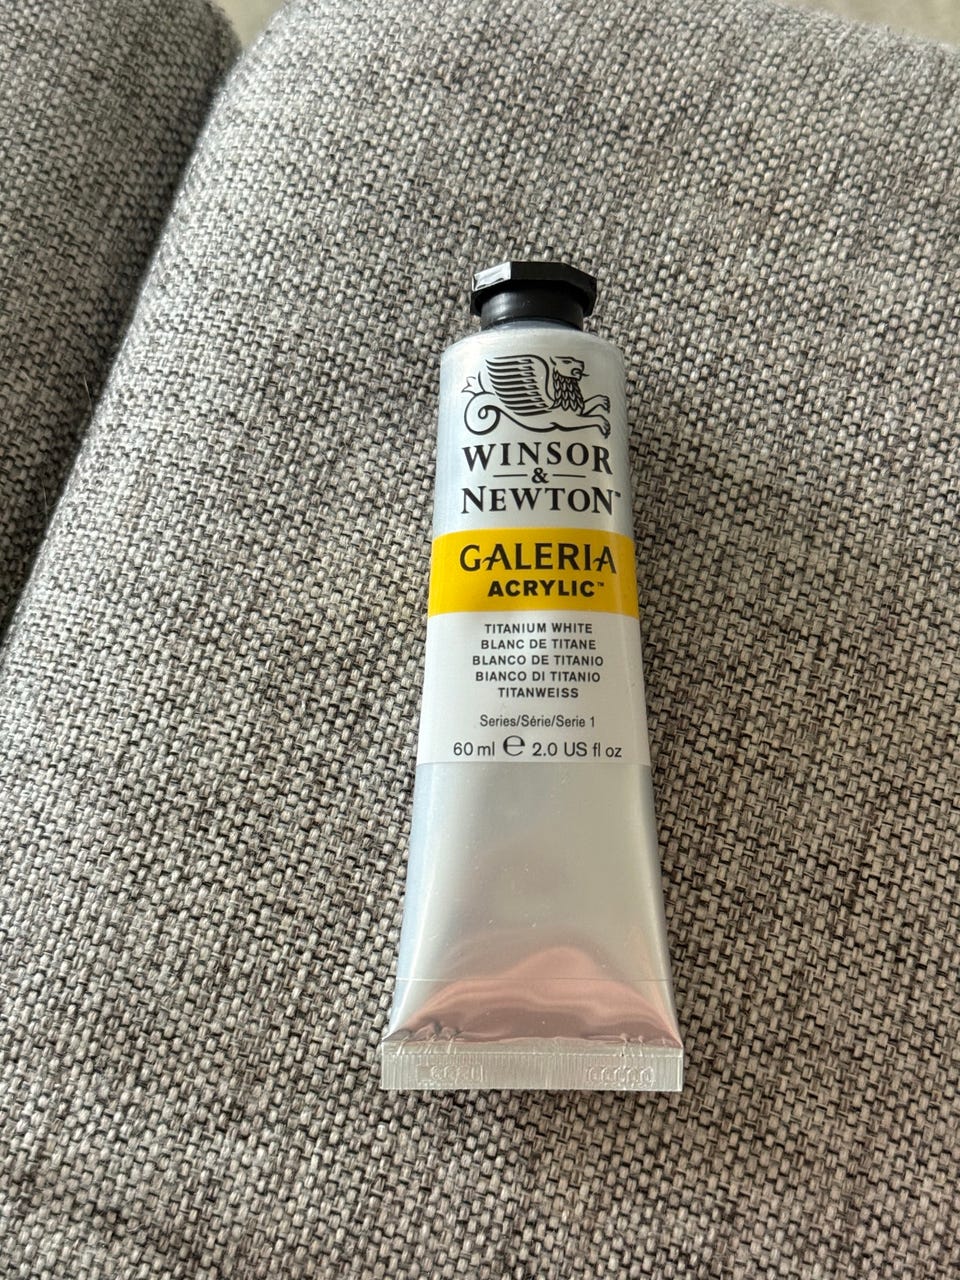 WINSOR
&
NEWTON™
GALERIA
ACRYLIC™
TITANIUM WHITE
BLANC DE TITANE
BLANCO DE TITANIO
BIANCO DI TITANIO
TITANWEISS
Series/Série/Serie 1
60 ml ℮ 2.0 US fl oz